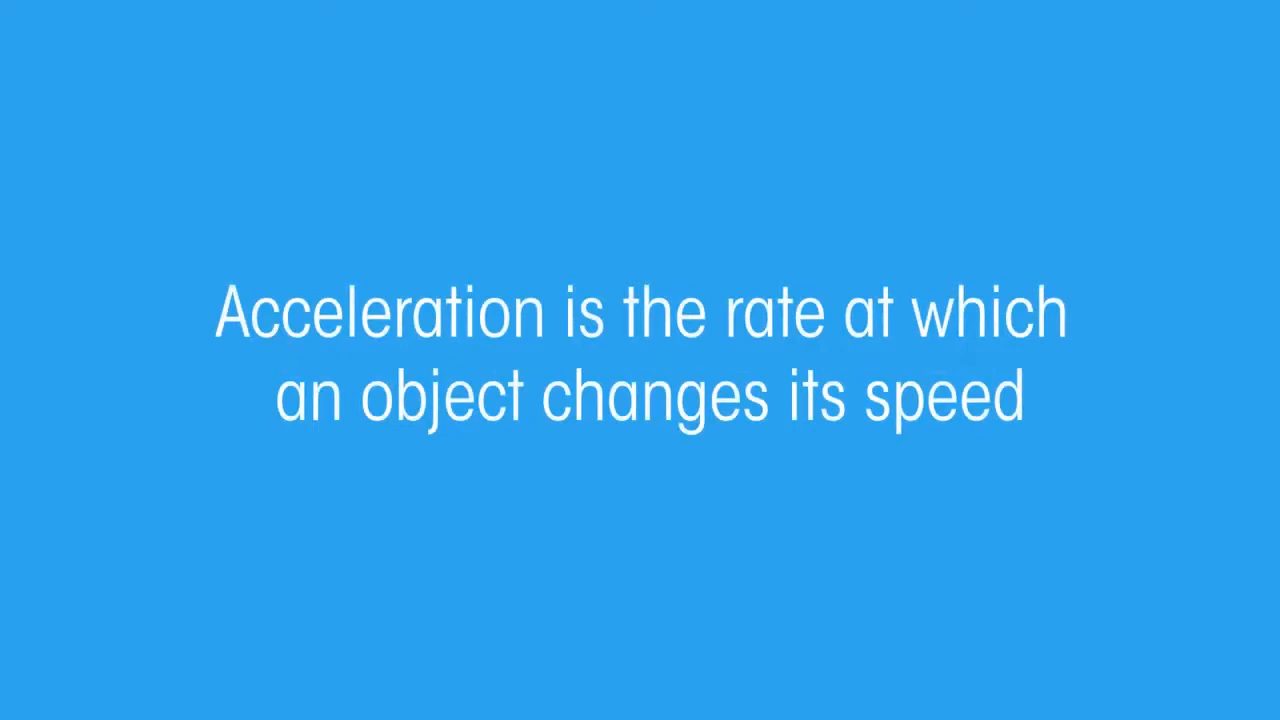 Acceleration is the rate at which
an object changes its speed